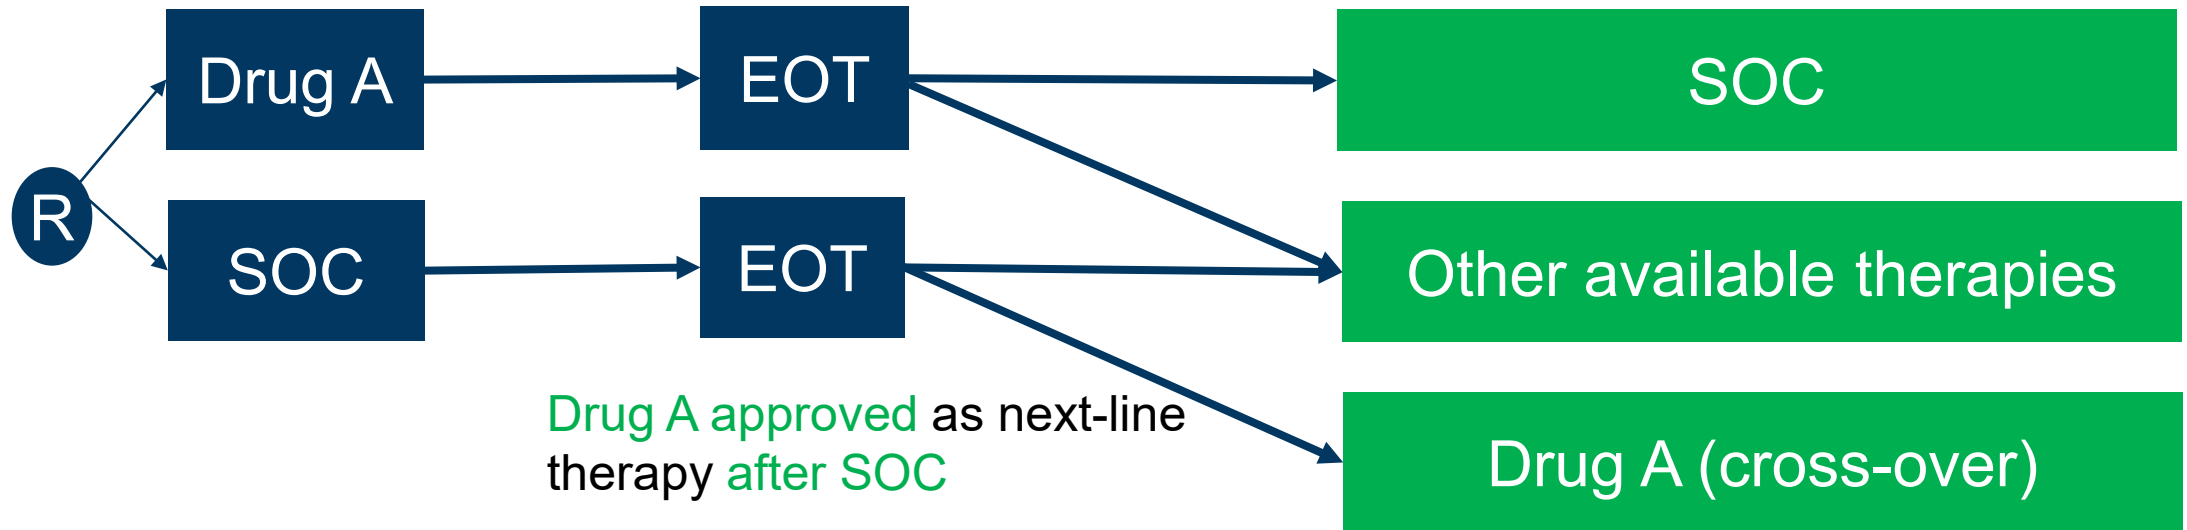 Drug A
EOT
SOC
R
SOC
EOT
Other available therapies
Drug A approved as next-line
therapy after SOC
Drug A (cross-over)